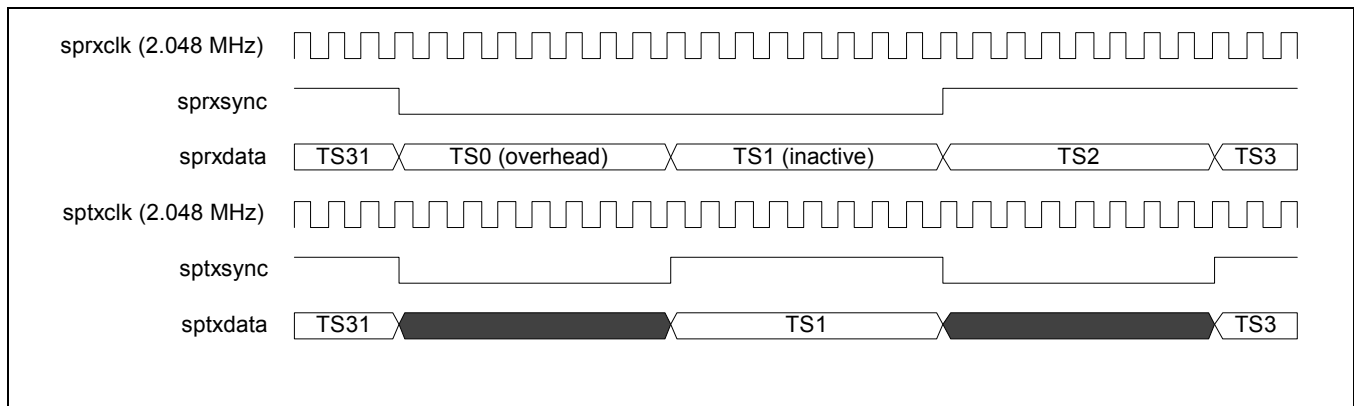 sprxclk (2.048 MHz)
sprxsync
sprxdata TS31 TS0 (overhead) TS1 (inactive) TS2 TS3
sptxclk (2.048 MHz)
sptxsync
sptxdata TS31 TS1 TS3